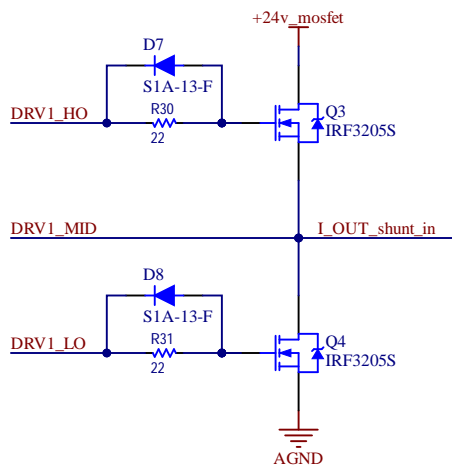 +24v_mosfet
D7
S1A-13-F
DRV1_HO
R30
22
Q3
IRF3205S
DRV1_MID
I_OUT_shunt_in
D8
S1A-13-F
DRV1_LO
R31
22
Q4
IRF3205S
AGND